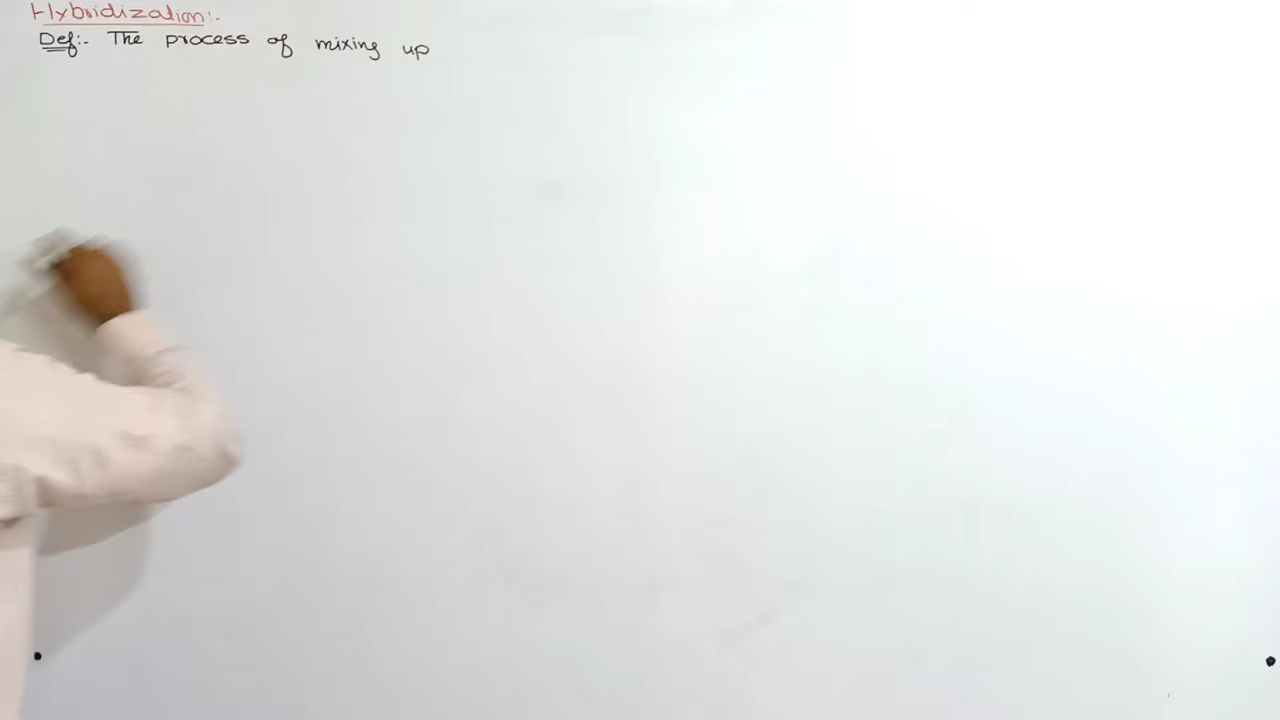 Hybridization:-
Def:- The process of mixing up